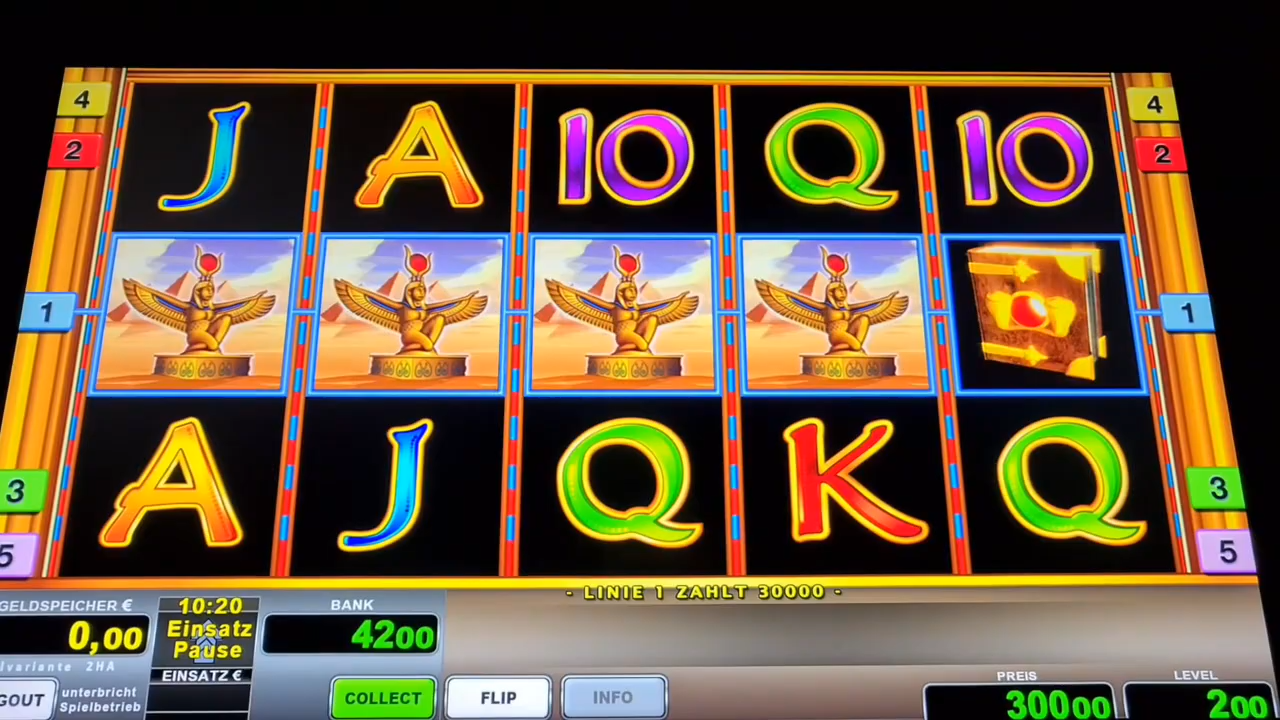 4 4
2 2
J A 10 Q 10
1 1
A J Q K Q
3 3
5 5
- LINIE 1 ZAHLT 30000 -
GELDSPEICHER €
0,00
10:20
Einsatz
Pause
BANK
4200
2HA
EINSATZ €
GOUT
unterbricht
Spielbetrieb
COLLECT
FLIP
INFO
PREIS
30000
LEVEL
200